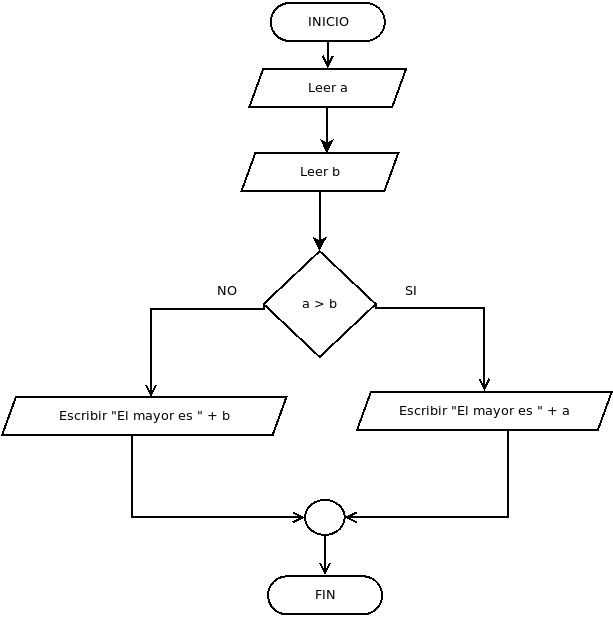 INICIO
Leer a
Leer b
a > b
NO
SI
Escribir "El mayor es " + b
Escribir "El mayor es " + a
FIN